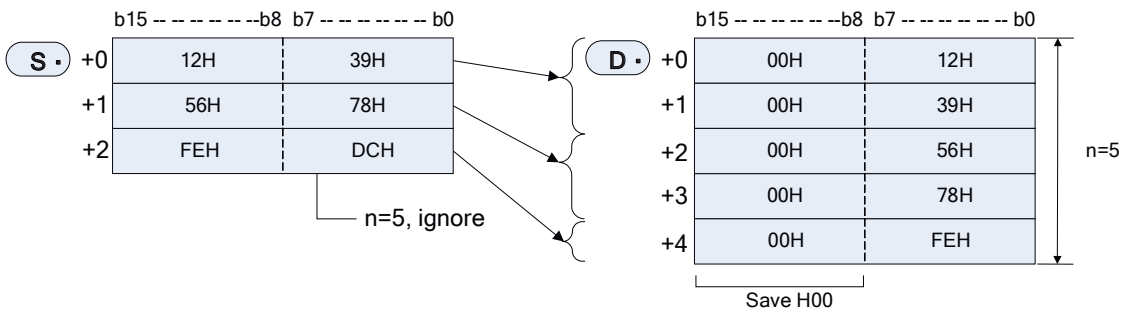 b15 -- -- -- -- -- --b8 b7 -- -- -- -- -- -- b0
S· +0 12H 39H
+1 56H 78H
+2 FEH DCH
n=5, ignore
b15 -- -- -- -- -- --b8 b7 -- -- -- -- -- -- b0
D· +0 00H 12H
+1 00H 39H
+2 00H 56H
+3 00H 78H
+4 00H FEH
n=5
Save H00